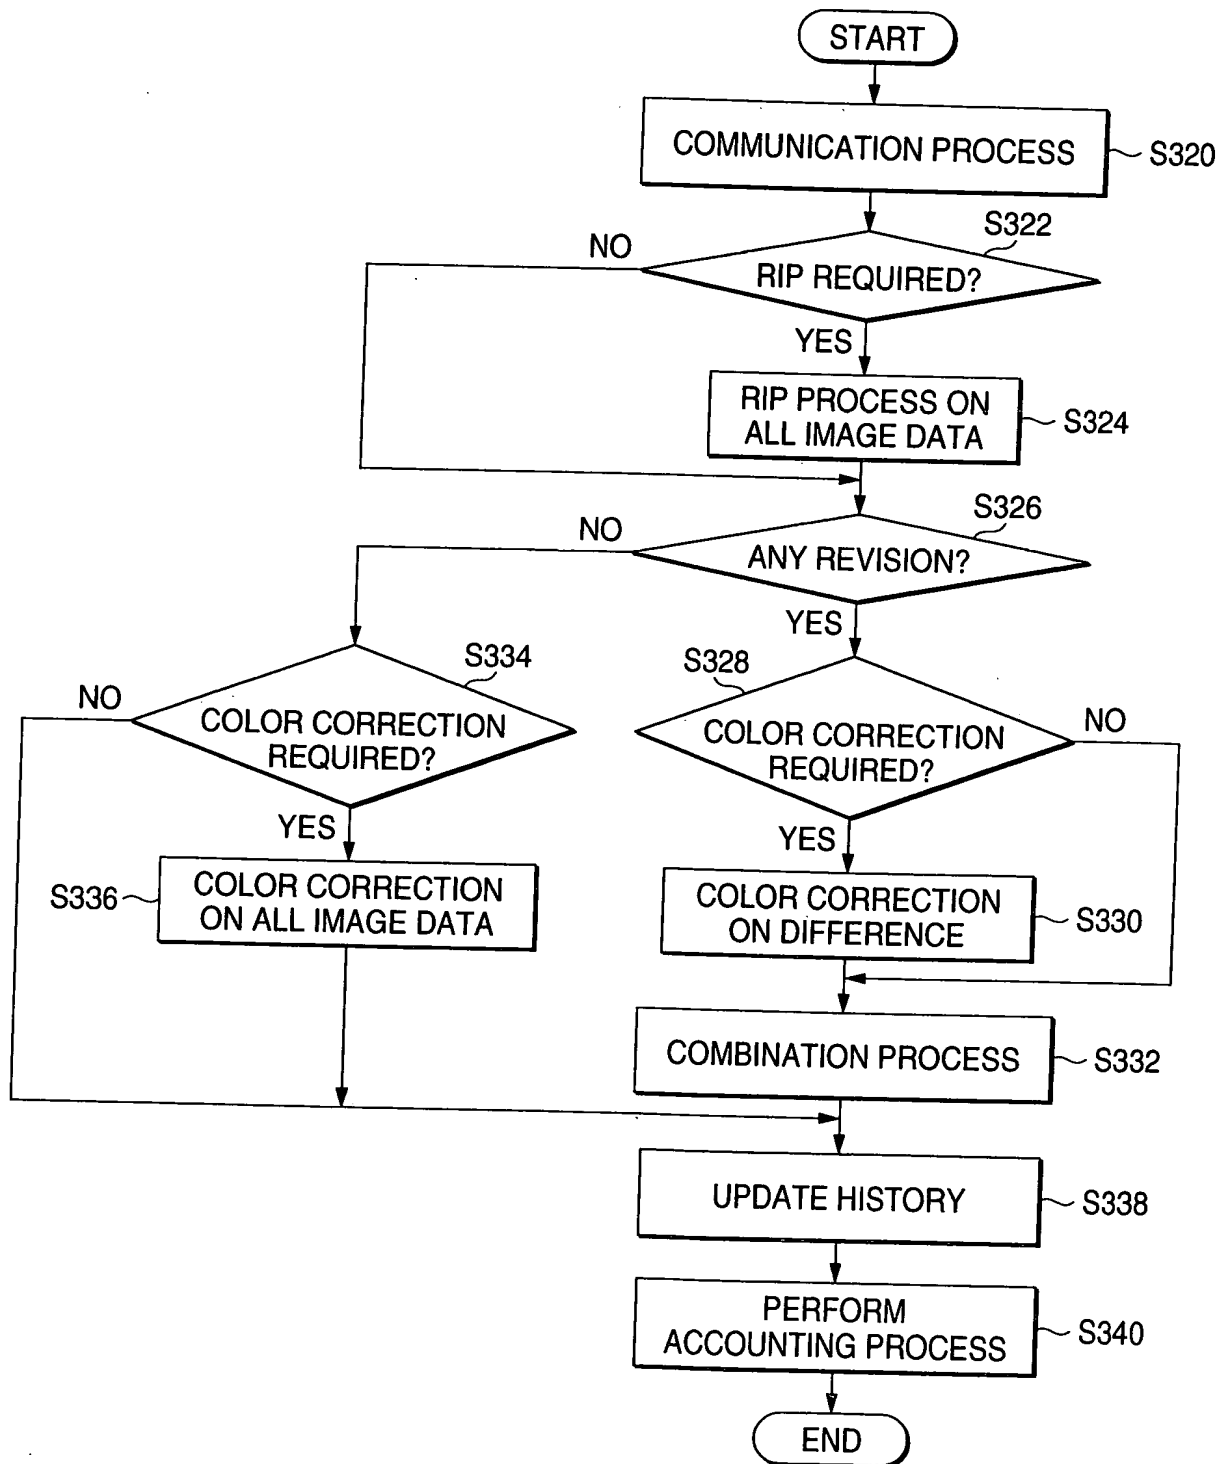 START
COMMUNICATION PROCESS
S320
S322
NO
RIP REQUIRED?
YES
RIP PROCESS ON
ALL IMAGE DATA
S324
S326
NO
ANY REVISION?
YES
S334
NO
COLOR CORRECTION
REQUIRED?
YES
S328
COLOR CORRECTION
REQUIRED?
NO
YES
S336
COLOR CORRECTION
ON ALL IMAGE DATA
COLOR CORRECTION
ON DIFFERENCE
S330
COMBINATION PROCESS
S332
UPDATE HISTORY
S338
PERFORM
ACCOUNTING PROCESS
S340
END